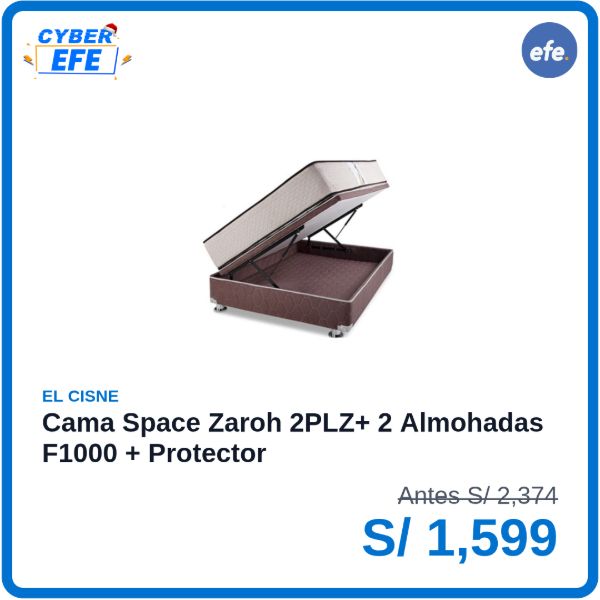 CYBER
EFE
efe.
EL CISNE
Cama Space Zaroh 2PLZ+ 2 Almohadas
F1000 + Protector
Antes S/ 2,374
S/ 1,599